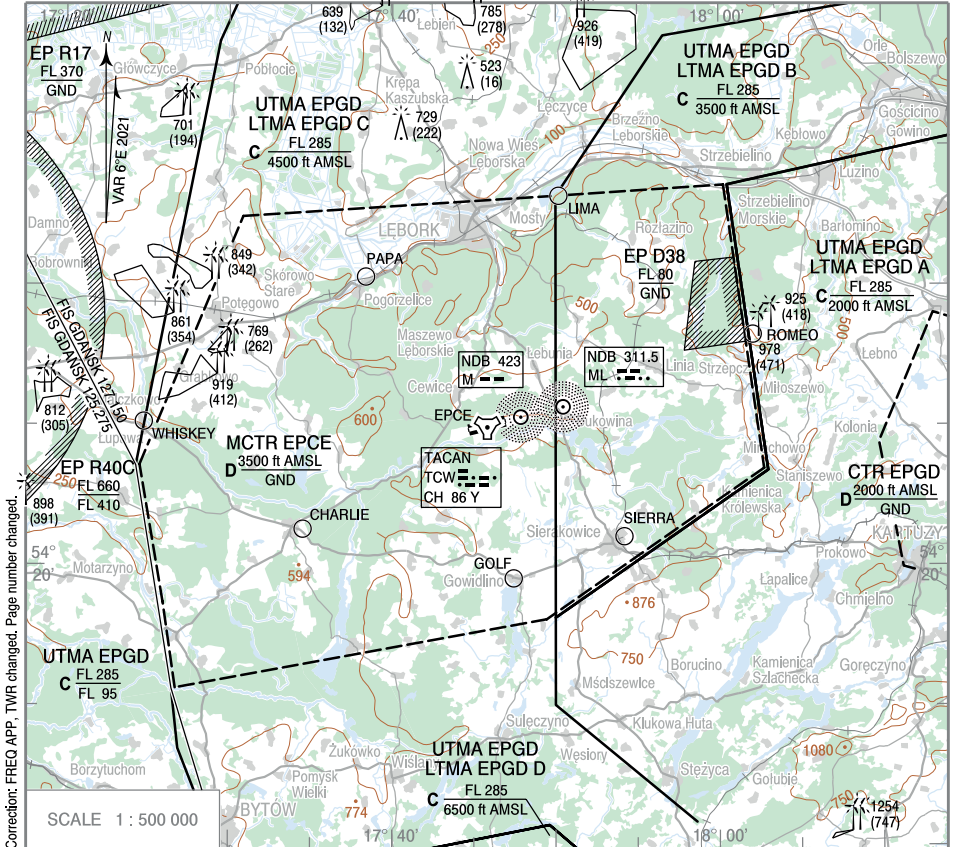 17° 20'
17° 40'
18° 00'
639
(132)
785
(278)
926
(419)
Lebień
250
523
(16)
Orle
Bolszewo
EP R17
FL 370
GND
N
VAR 6°E 2021
Główczyce
Pobłocie
701
(194)
Krępa
Kaszubska
729
(222)
Łęczyce
UTMA EPGD
LTMA EPGD B
C
FL 285
3500 ft AMSL
Gościcino
Gowino
UTMA EPGD
LTMA EPGD C
C
FL 285
4500 ft AMSL
100
Brzeźno
Lęborskie
Kębłowo
Nowa Wieś
Lęborska
Strzebielino
Luzino
Damno
LĘBORK
Mosty
LIMA
Strzebielino
Morskie
Barłomino
Rozłazino
849
(342)
Skórowo
Stare
PAPA
Potęgowo
Pogorzelice
EP D38
FL 80
GND
UTMA EPGD
LTMA EPGD A
C
FL 285
2000 ft AMSL
861
(354)
FIS GDAŃSK 127.150
FIS GDAŃSK 125.275
769
(262)
500
925
(418)
ROMEO
978
(471)
500
Maszewo
Lęborskie
Lebunia
NDB 423
M
NDB 311.5
ML
Linia
Strzepcz
Miłoszewo
Łebno
919
(412)
Cewice
812
(305)
WHISKEY
600
EPCE
MCTR EPCE
D
3500 ft AMSL
GND
Kolonia
EP R40C
FL 660
FL 410
250
TACAN
TCW
CH 86 Y
Staniszewo
Kamienica
Królewska
CTR EPGD
D
2000 ft AMSL
GND
898
(391)
CHARLIE
SIERRA
Sierakowice
KARTUZY
Prokowo
54°
20'
54°
20'
Motarzyno
594
GOLF
Gowidlino
Łapalice
Chmielno
876
750
UTMA EPGD
C
FL 285
FL 95
Borucino
Mściszewice
Kamienica
Szlachecka
Goręczyno
Suleczyno
Klukowa Huta
Węsiory
Żukówko
UTMA EPGD
LTMA EPGD D
C
FL 285
6500 ft AMSL
Borzytuchom
Pomysk
Wielki
Stężyca
1080
Gołubie
750
BYTÓW
774
1254
(747)
SCALE 1 : 500 000
17° 40'
18° 00'
Correction: FREQ APP, TWR changed. Page number changed.